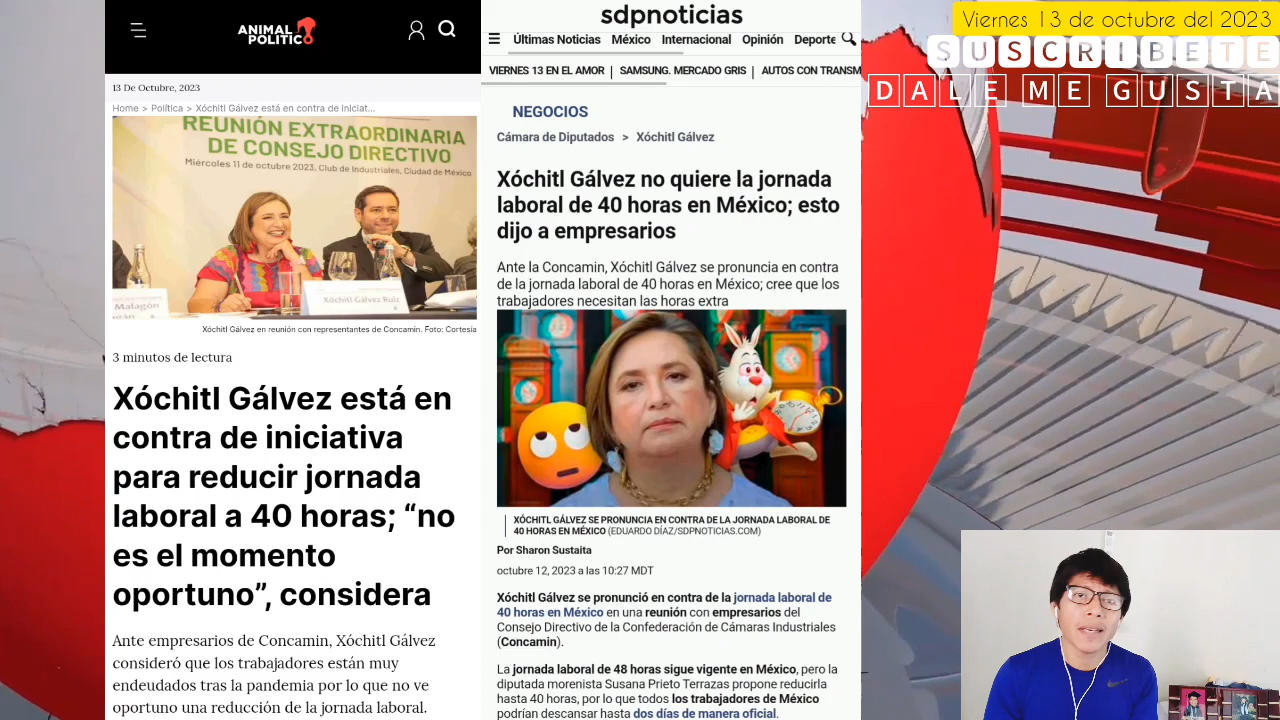 ANIMAL
POLÍTICO
13 De Octubre, 2023
Home > Política > Xóchitl Gálvez está en contra de iniciat...
REUNIÓN EXTRAORDINARIA
DE CONSEJO DIRECTIVO
Miércoles 11 de octubre 2023, Club de Industriales, Ciudad de México
Malagón
Xóchitl Gálvez Ruiz
Xóchitl Gálvez en reunión con representantes de Concamin. Foto: Cortesía
3 minutos de lectura
Xóchitl Gálvez está en
contra de iniciativa
para reducir jornada
laboral a 40 horas; “no
es el momento
oportuno”, considera
Ante empresarios de Concamin, Xóchitl Gálvez
consideró que los trabajadores están muy
endeudados tras la pandemia por lo que no ve
oportuno una reducción de la jornada laboral.
sdpnoticias
Últimas Noticias México Internacional Opinión Deporte
VIERNES 13 EN EL AMOR | SAMSUNG. MERCADO GRIS | AUTOS CON TRANSM
NEGOCIOS
Cámara de Diputados > Xóchitl Gálvez
Xóchitl Gálvez no quiere la jornada
laboral de 40 horas en México; esto
dijo a empresarios
Ante la Concamin, Xóchitl Gálvez se pronuncia en contra
de la jornada laboral de 40 horas en México; cree que los
trabajadores necesitan las horas extra
XÓCHITL GÁLVEZ SE PRONUNCIA EN CONTRA DE LA JORNADA LABORAL DE
40 HORAS EN MÉXICO (EDUARDO DÍAZ/SDPNOTICIAS.COM)
Por Sharon Sustaita
octubre 12, 2023 a las 10:27 MDT
Xóchitl Gálvez se pronunció en contra de la jornada laboral de
40 horas en México en una reunión con empresarios del
Consejo Directivo de la Confederación de Cámaras Industriales
(Concamin).
La jornada laboral de 48 horas sigue vigente en México, pero la
diputada morenista Susana Prieto Terrazas propone reducirla
hasta 40 horas, por lo que todos los trabajadores de México
podrían descansar hasta dos días de manera oficial.
Viernes 13 de octubre del 2023
SUSCRIBETE
DALE ME GUSTA